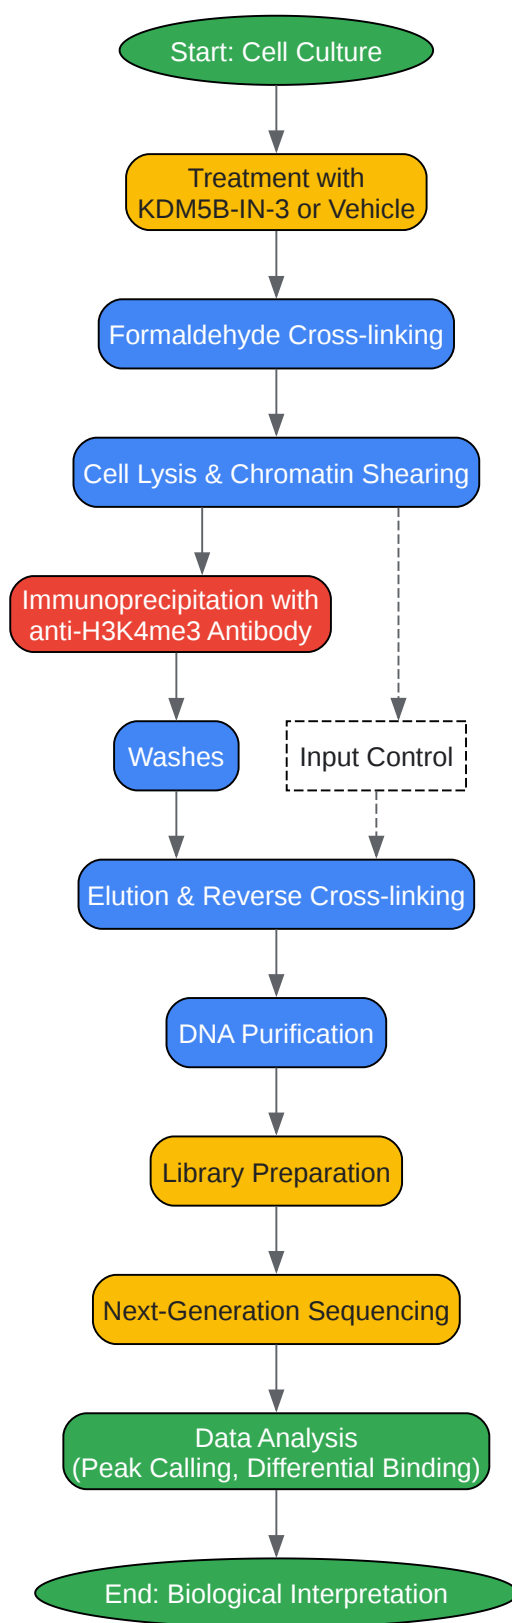 Start: Cell Culture
Treatment with
KDM5B-IN-3 or Vehicle
Formaldehyde Cross-linking
Cell Lysis & Chromatin Shearing
Immunoprecipitation with
anti-H3K4me3 Antibody
Washes
Input Control
Elution & Reverse Cross-linking
DNA Purification
Library Preparation
Next-Generation Sequencing
Data Analysis
(Peak Calling, Differential Binding)
End: Biological Interpretation